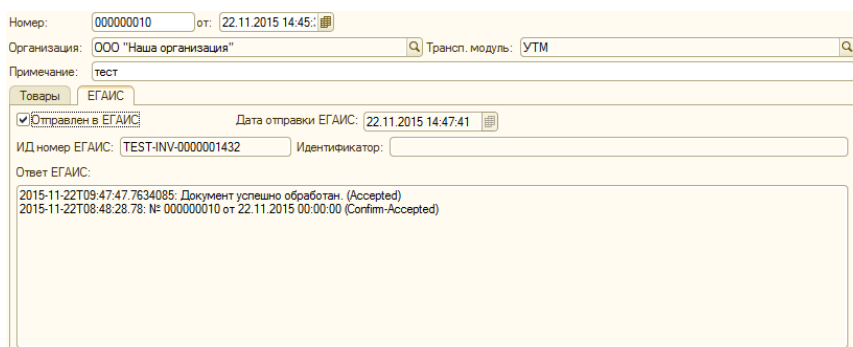 Номер: 000000010 от: 22.11.2015 14:45:
Организация: ООО "Наша организация" Трансп. модуль: УТМ
Примечание: тест
Товары ЕГАИС
Отправлен в ЕГАИС Дата отправки ЕГАИС: 22.11.2015 14:47:41
ИД номер ЕГАИС: TEST-INV-0000001432 Идентификатор:
Ответ ЕГАИС:
2015-11-22T09:47:47.7634085: Документ успешно обработан. (Accepted)
2015-11-22T08:48:28.78: № 000000010 от 22.11.2015 00:00:00 (Confirm-Accepted)